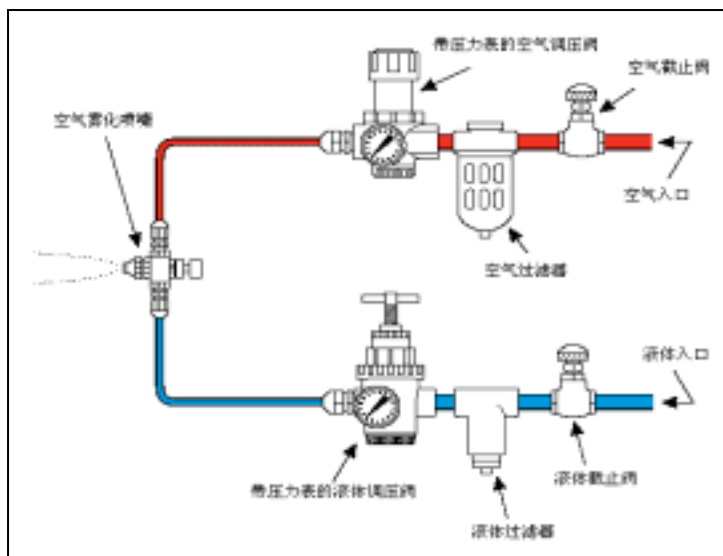 带压力表的空气调压阀
空气截止阀
空气雾化喷嘴
空气入口
空气过滤器
液体入口
带压力表的液体调压阀
液体截止阀
液体过滤器